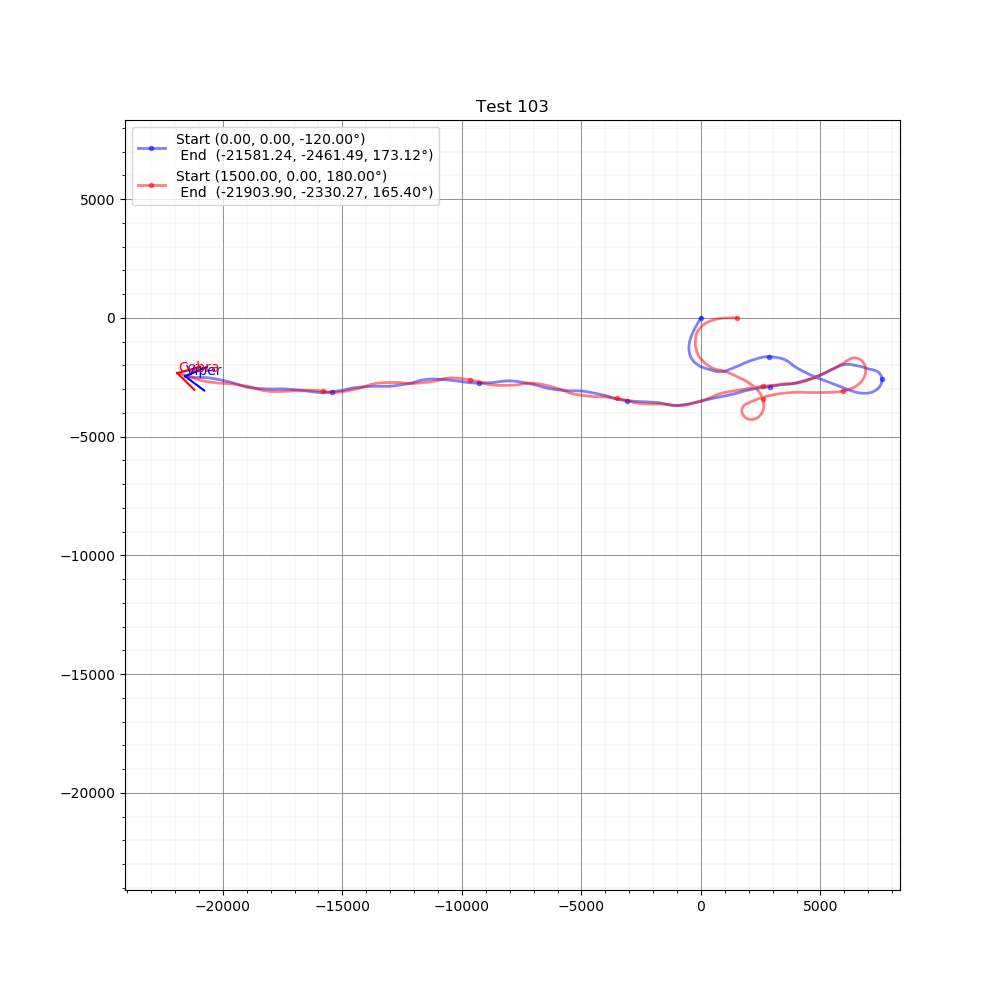 Test 103
Start (0.00, 0.00, -120.00°)
End  (-21581.24, -2461.49, 173.12°)
Start (1500.00, 0.00, 180.00°)
End  (-21903.90, -2330.27, 165.40°)
5000
0
−5000
−10000
−15000
−20000
Cobra
Viper
−20000 −15000 −10000 −5000 0 5000